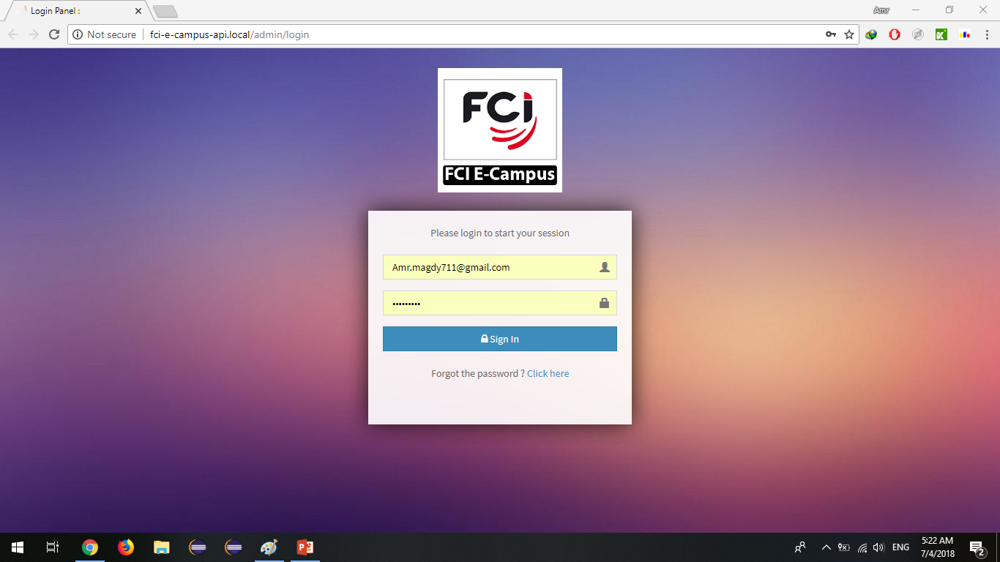 Login Panel :
Amr
Not secure
fci-e-campus-api.local/admin/login
FCi
FCI E-Campus
Please login to start your session
Amr.magdy711@gmail.com
•••••••••
Sign In
Forgot the password ? Click here
ENG
5:22 AM
7/4/2018
2